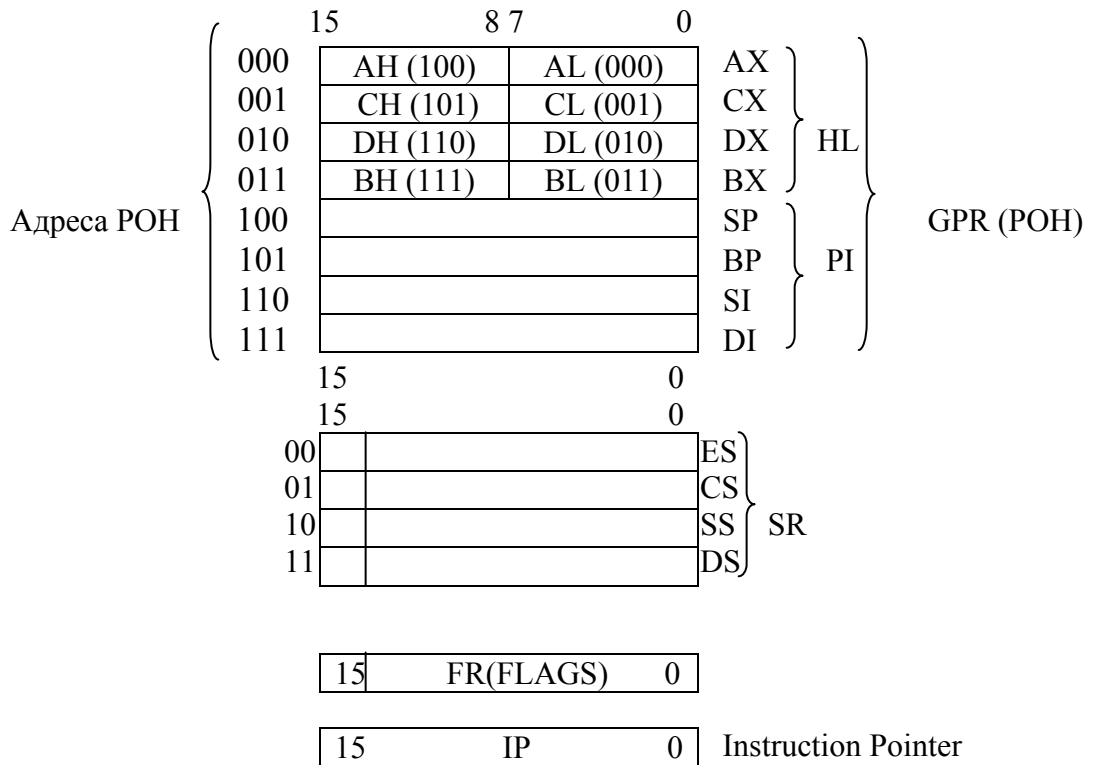 15 8 7 0
000 AH (100) AL (000) AX
001 CH (101) CL (001) CX
010 DH (110) DL (010) DX HL
011 BH (111) BL (011) BX
Адреса РОН 100 SP GPR (РОН)
101 BP PI
110 SI
111 DI
15 0
15 0
00 ES
01 CS
10 SS SR
11 DS
15 FR(FLAGS) 0
15 IP 0 Instruction Pointer